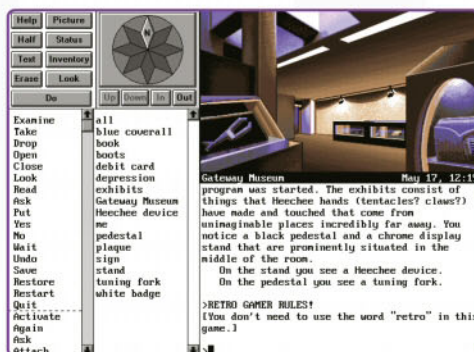 Help Picture
Half Status
Text Inventory
Erase Look
Do
N
Up Down In Out
Examine
Take
Drop
Open
Close
Look
Read
Ask
Put
Yes
No
Wait
Undo
Save
Restore
Restart
Quit
Activate
Again
Ask
Attach
all
blue coverall
book
boots
debit card
depression
exhibits
Gateway Museum
Heechee device
me
pedestal
plaque
sign
stand
tuning fork
white badge
Gateway Museum May 17, 12:19
program was started. The exhibits consist of
things that Heechee hands (tentacles? claws?)
have made and touched that come from
unimaginable places incredibly far away. You
notice a black pedestal and a chrome display
stand that are prominently situated in the
middle of the room.
On the stand you see a Heechee device.
On the pedestal you see a tuning fork.
>RETRO GAMER RULES!
[You don't need to use the word "retro" in this
game.]
>